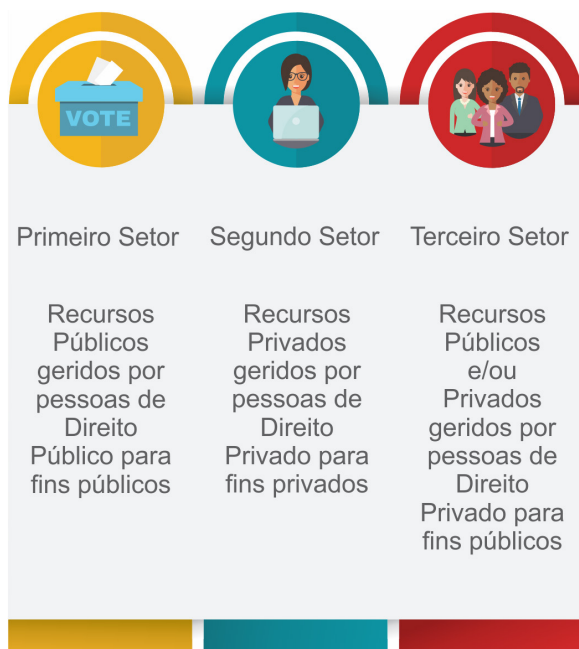 VOTE
Primeiro Setor
Recursos
Públicos
geridos por
pessoas de
Direito
Público para
fins públicos
Segundo Setor
Recursos
Privados
geridos por
pessoas de
Direito
Privado para
fins privados
Terceiro Setor
Recursos
Públicos
e/ou
Privados
geridos por
pessoas de
Direito
Privado para
fins públicos